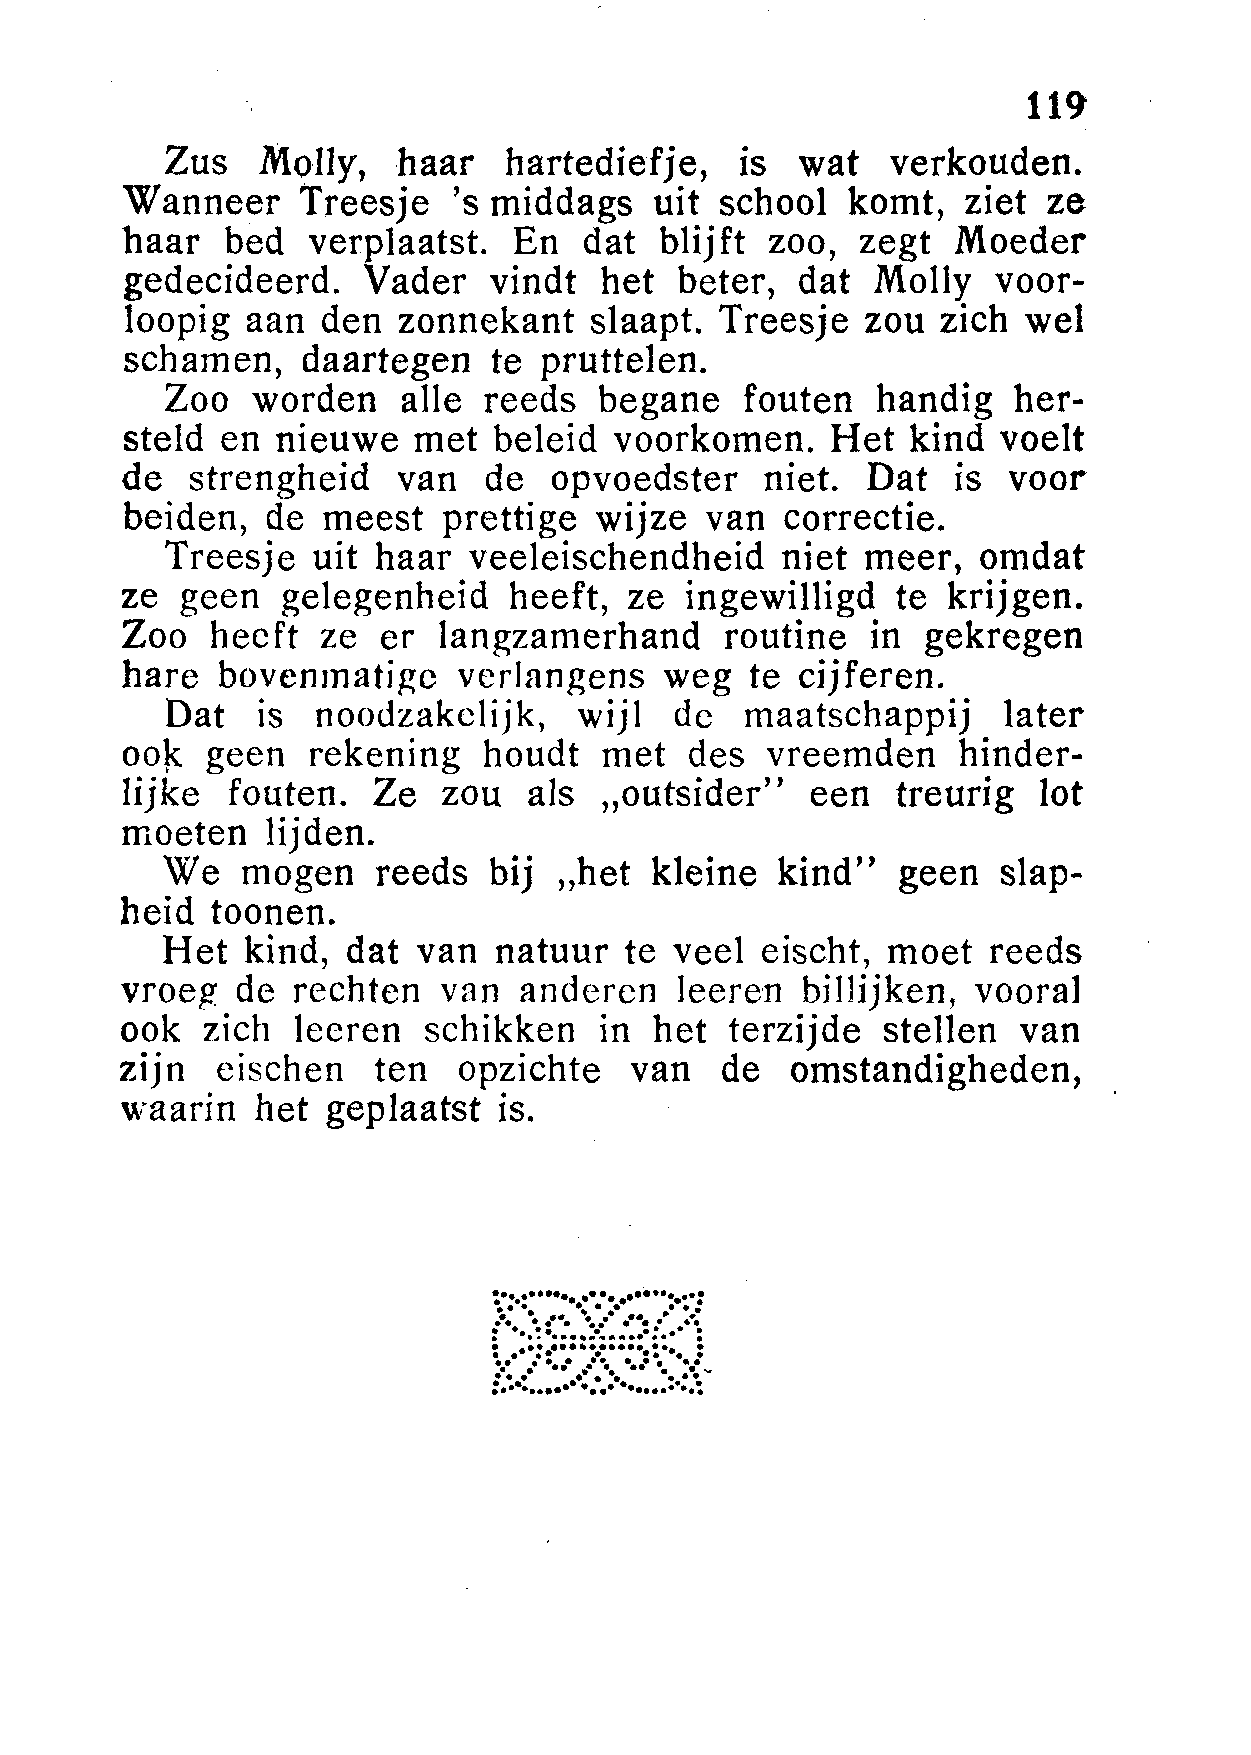 119
Zus Molly, haar hartediefje, is wat verkouden.
Wanneer Treesje 's middags uit school komt, ziet ze
haar bed verplaatst. En dat blijft zoo, zegt Moeder
gedecideerd. Vader vindt het beter, dat Molly voor-
loopig aan den zonnekant slaapt. Treesje zou zich wel
schamen, daartegen te pruttelen.
Zoo worden alle reeds begane fouten handig her-
steld en nieuwe met beleid voorkomen. Het kind voelt
de strengheid van de opvoedster niet. Dat is voor
beiden, de meest prettige wijze van correctie.
Treesje uit haar veeleischendheid niet meer, omdat
ze geen gelegenheid heeft, ze ingewilligd te krijgen.
Zoo heeft ze er langzamerhand routine in gekregen
hare bovenmatige verlangens weg te cijferen.
Dat is noodzakelijk, wijl de maatschappij later
ook geen rekening houdt met des vreemden hinder-
lijke fouten. Ze zou als „outsider” een treurig lot
moeten lijden.
We mogen reeds bij „het kleine kind” geen slap-
heid toonen.
Het kind, dat van natuur te veel eischt, moet reeds
vroeg de rechten van anderen leeren billijken, vooral
ook zich leeren schikken in het terzijde stellen van
zijn eischen ten opzichte van de omstandigheden,
waarin het geplaatst is.